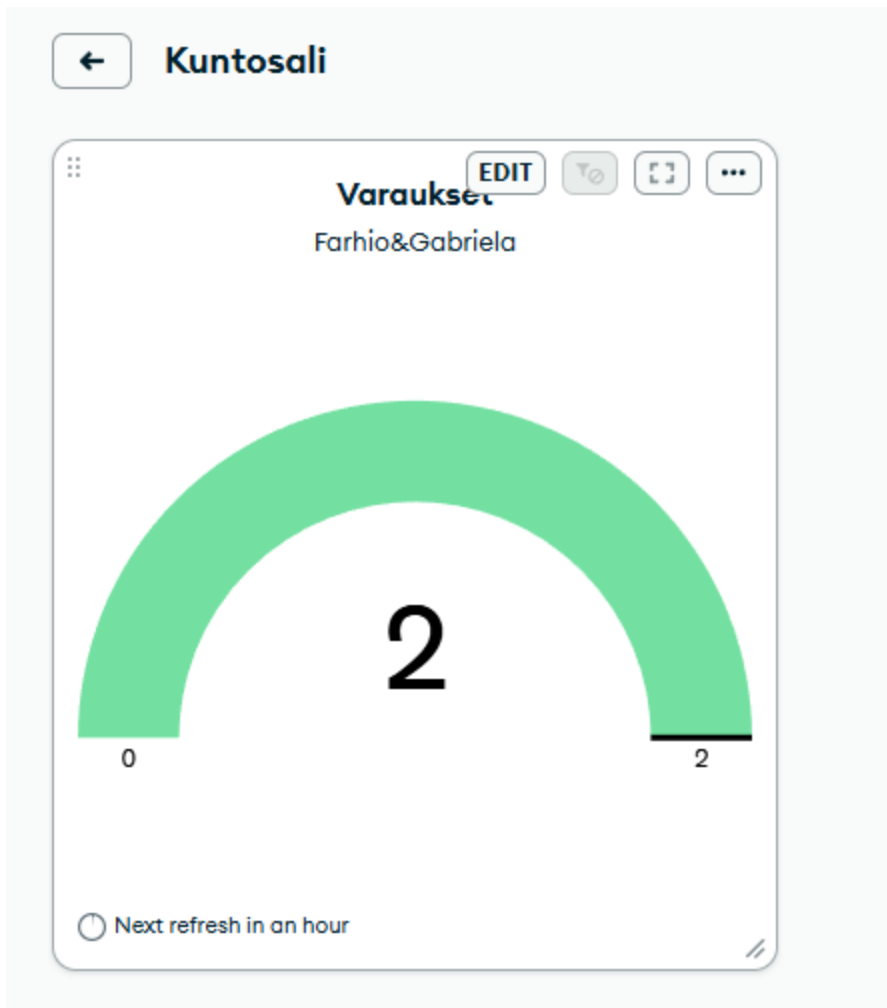 Kuntosali
EDIT
Varaukset
Farhio&Gabriela
2
0
2
Next refresh in an hour